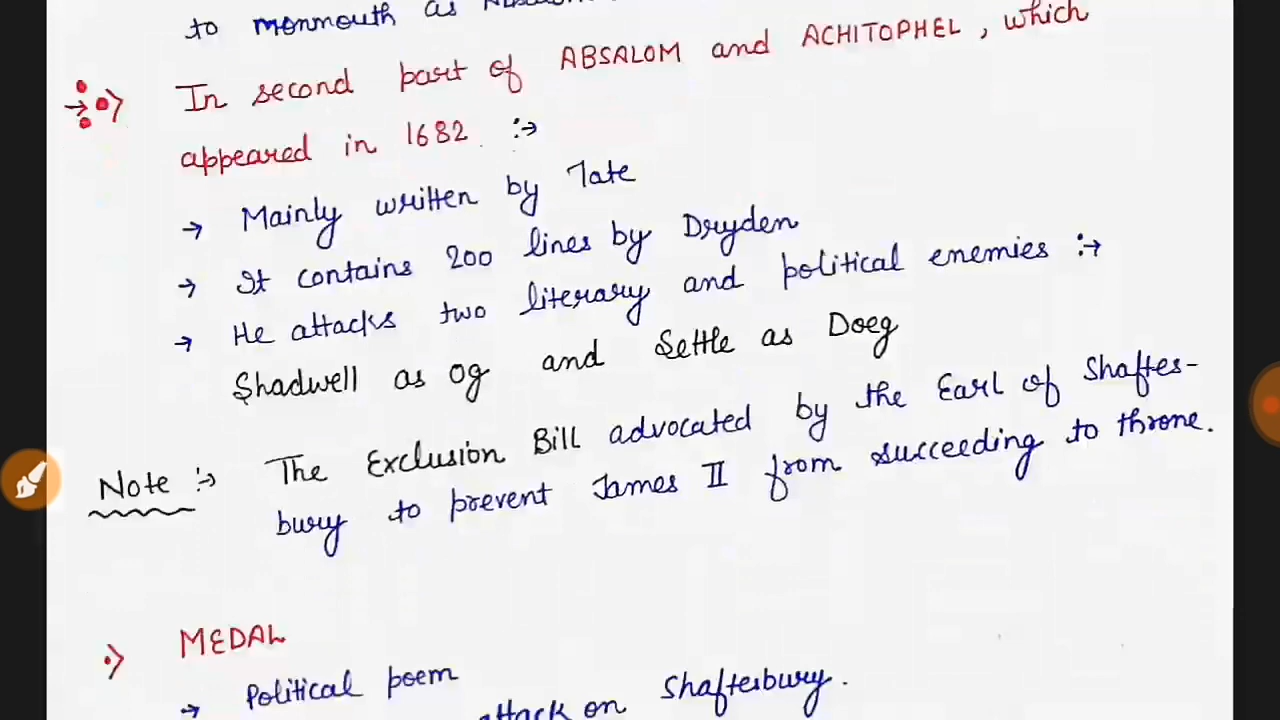 to monmouth as
In second part of ABSALOM and ACHITOPHEL, which
appeared in 1682 :→
→ Mainly written by Tate
→ It contains 200 lines by Dryden
→ He attacks two literary and political enemies :→
Shadwell as og and Settle as Doeg
Note :→ The Exclusion Bill advocated by the Earl of Shaftes-
bury to prevent James II from succeeding to throne.
MEDAL
→ Political poem
→ attack on Shaftesbury.